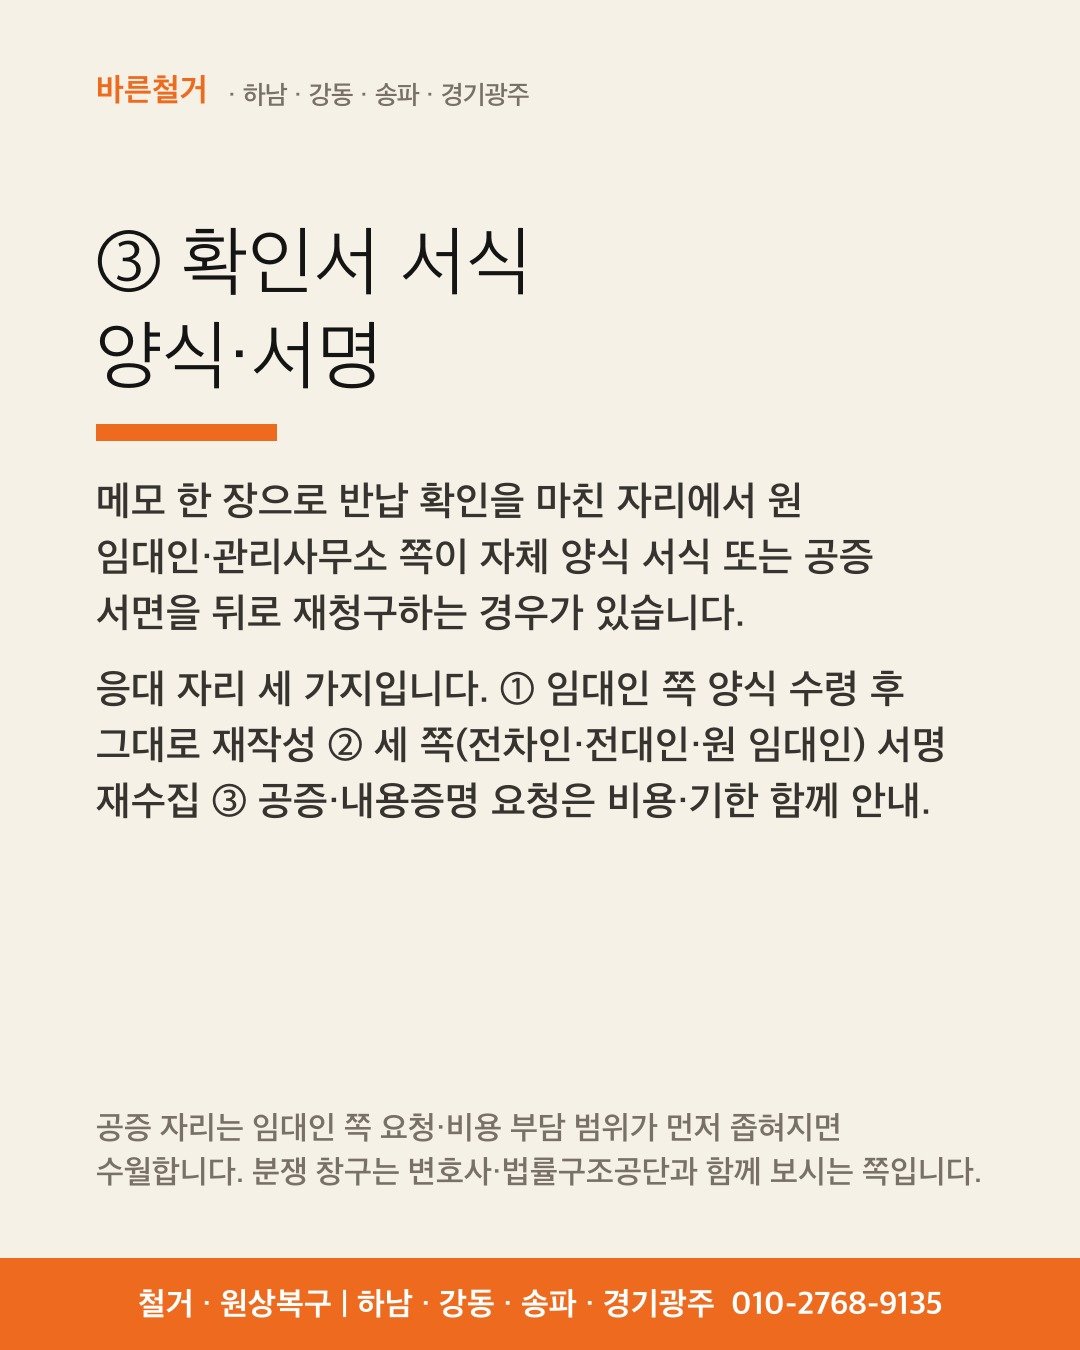 바른철거 · 하남 · 강동 · 송파 · 경기광주
③ 확인서 서식
양식·서명
메모 한 장으로 반납 확인을 마친 자리에서 원
임대인·관리사무소 쪽이 자체 양식 서식 또는 공증
서면을 뒤로 재청구하는 경우가 있습니다.
응대 자리 세 가지입니다. ① 임대인 쪽 양식 수령 후
그대로 재작성 ② 세 쪽(전차인·전대인·원 임대인) 서명
재수집 ③ 공증·내용증명 요청은 비용·기한 함께 안내.
공증 자리는 임대인 쪽 요청·비용 부담 범위가 먼저 좁혀지면
수월합니다. 분쟁 창구는 변호사·법률구조공단과 함께 보시는 쪽입니다.
철거 · 원상복구 | 하남 · 강동 · 송파 · 경기광주 010-2768-9135